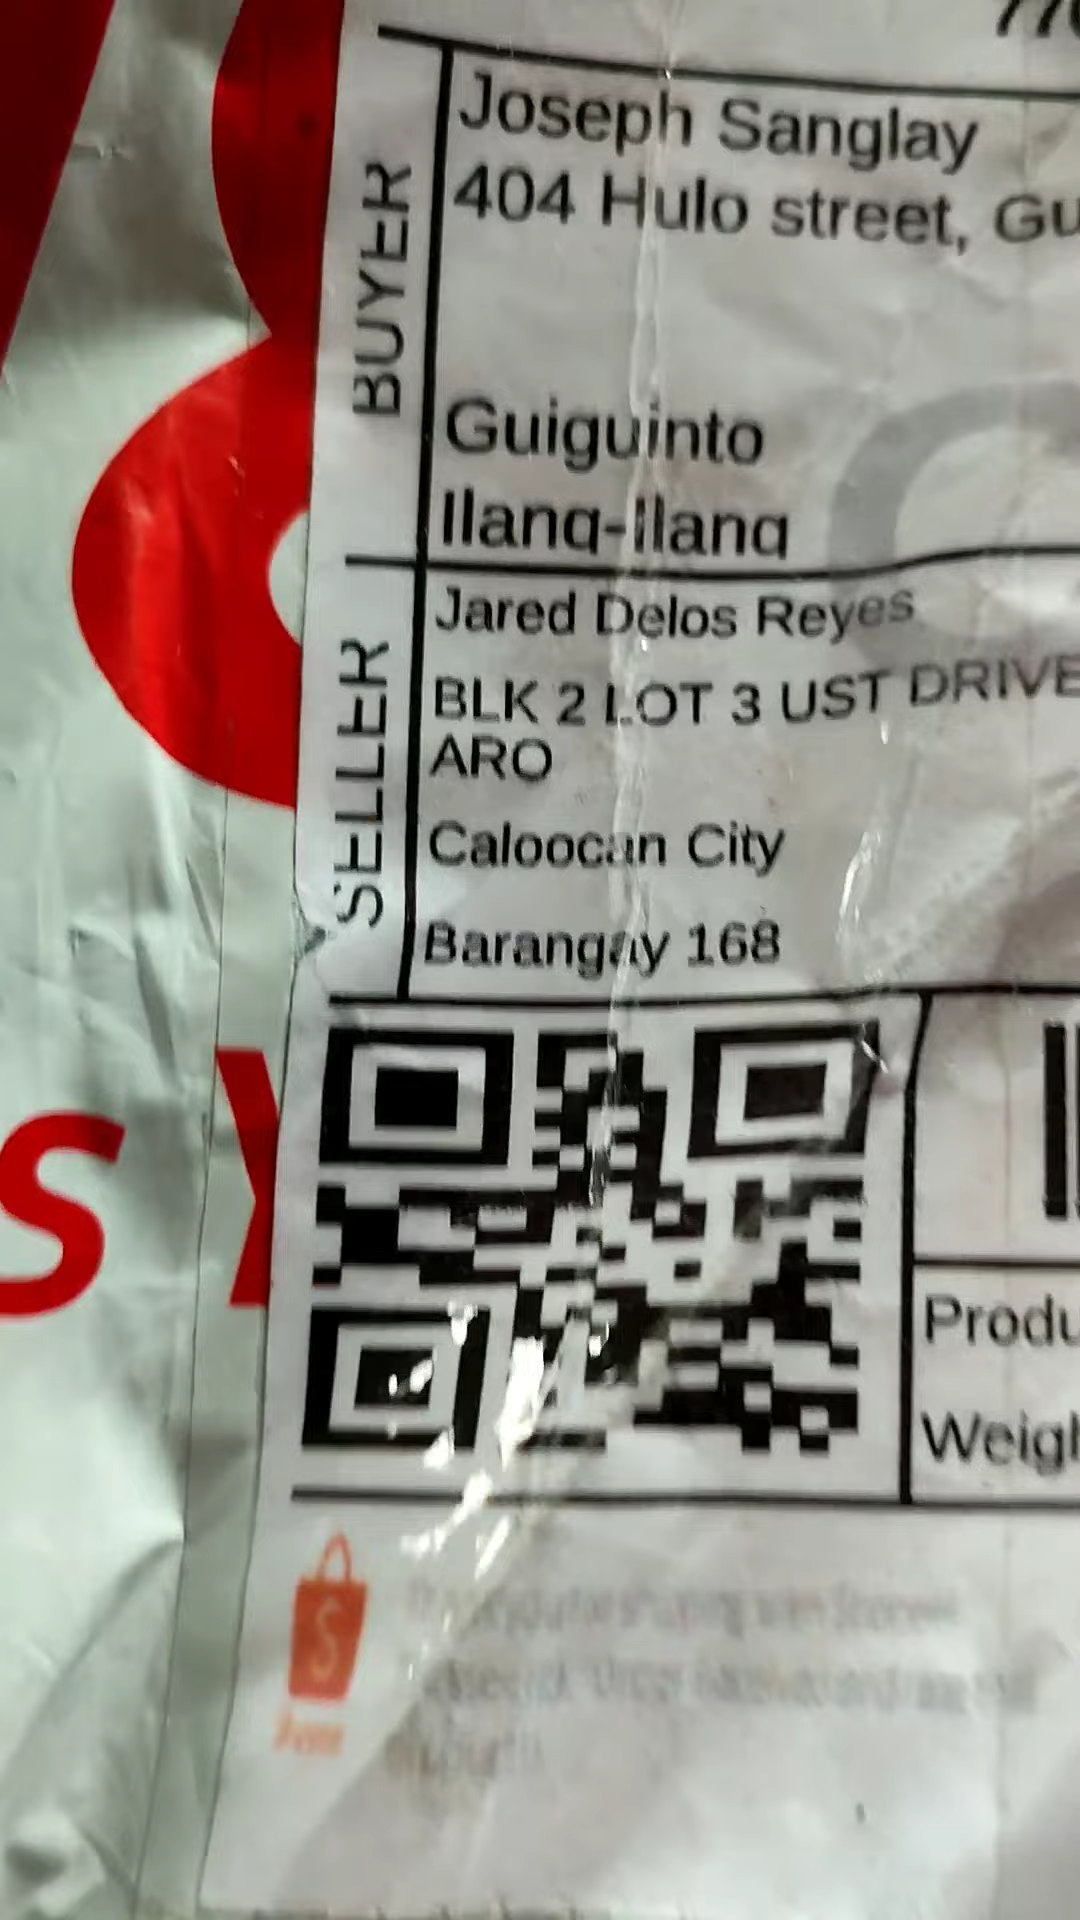 770
Joseph Sanglay
404 Hulo street, Gu
BUYER
Guiguinto
Ilang-ilang
Jared Delos Reyes
BLK 2 LOT 3 UST DRIVE
ARO
SELLER
Caloocan City
Barangay 168
s
Produ
Weigh